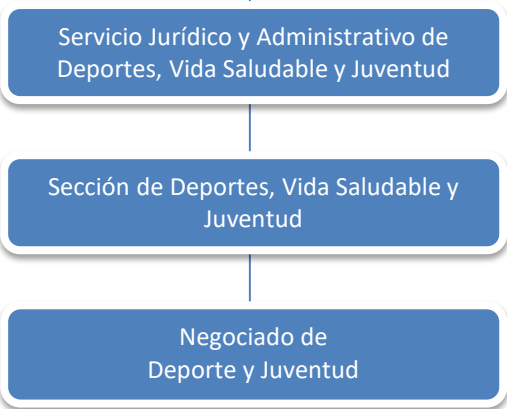 Servicio Jurídico y Administrativo de
Deportes, Vida Saludable y Juventud
Sección de Deportes, Vida Saludable y
Juventud
Negociado de
Deporte y Juventud